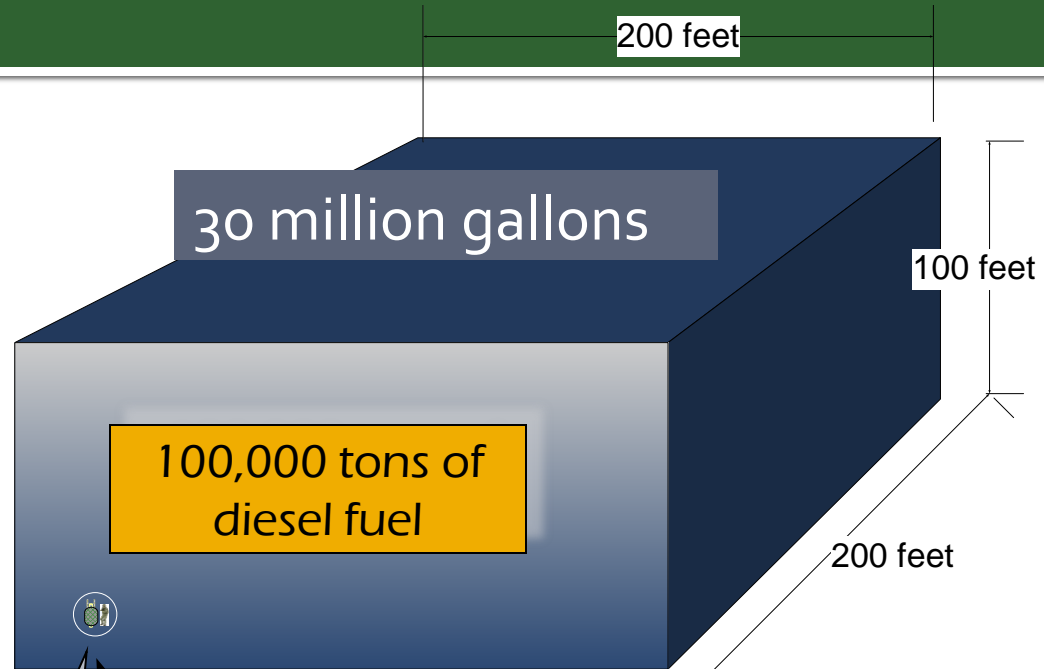 200 feet
30 million gallons
100 feet
100,000 tons of
diesel fuel
200 feet